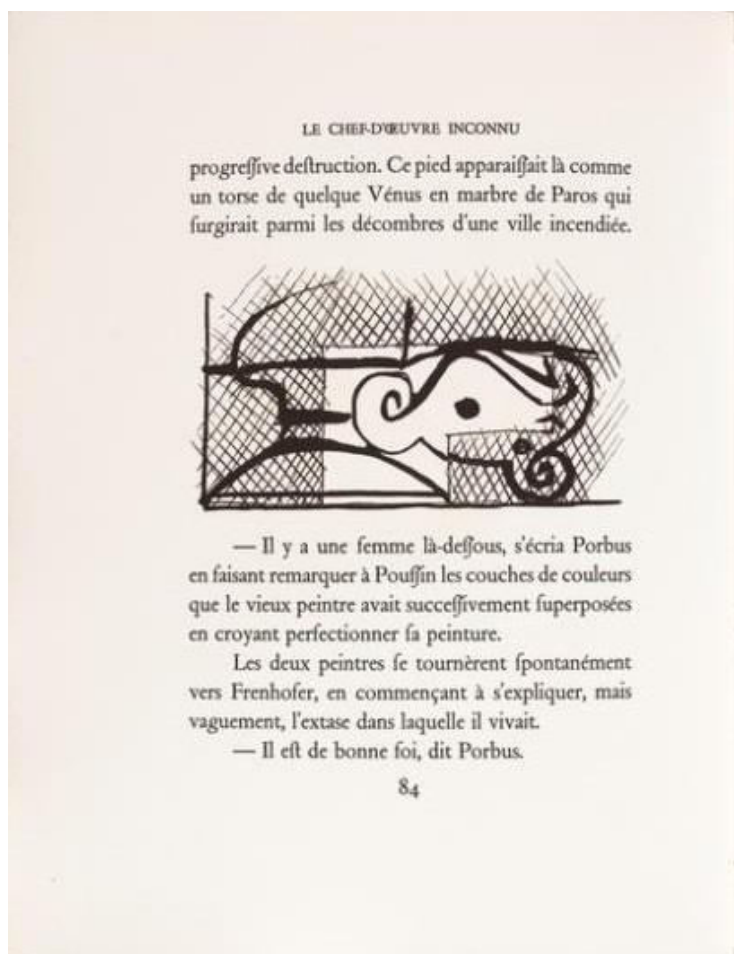 LE CHEF-D'ŒUVRE INCONNU
progreſſive deſtruction. Ce pied apparaiſſait là comme
un torse de quelque Vénus en marbre de Paros qui
ſurgirait parmi les décombres d'une ville incendiée.
— Il y a une femme là-deſſous, s'écria Porbus
en faisant remarquer à Pouſſin les couches de couleurs
que le vieux peintre avait succeſſivement ſuperposées
en croyant perfectionner ſa peinture.
Les deux peintres ſe tournèrent ſpontanément
vers Frenhofer, en commençant à s'expliquer, mais
vaguement, l'extase dans laquelle il vivait.
— Il eſt de bonne foi, dit Porbus.
84